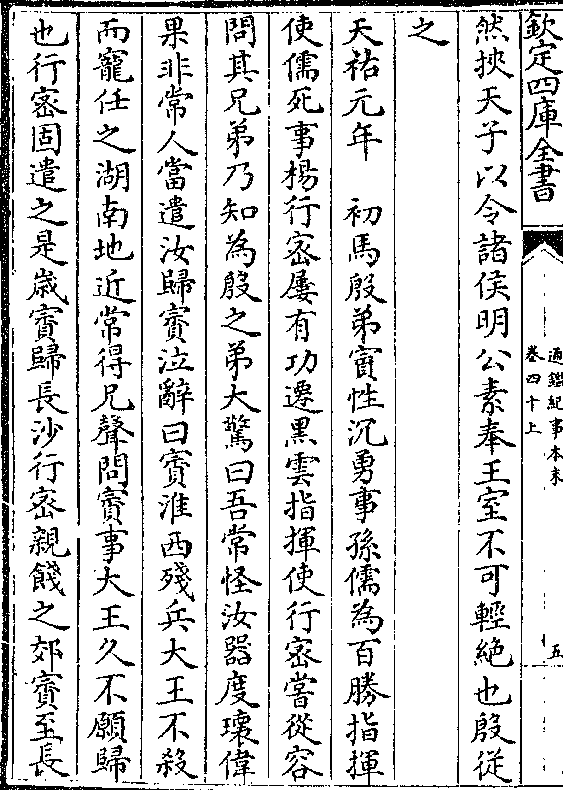 欽定四庫全書
通鑑紀事本末
卷四十上
五
然挾天子以令諸侯明公素奉王室不可輕絶也殷從
之
天祐元年 初馬殷弟賨性沉勇事孫儒為百勝指揮
使儒死事楊行密屢有功遷黒雲指揮使行密嘗從容
問其兄弟乃知為殷之弟大驚曰吾常怪汝器度瓌偉
果非常人當遣汝歸賨泣辭曰賨淮西殘兵大王不殺
而寵任之湖南地近常得兄聲問賨事大王久不願歸
也行密固遣之是歳賨歸長沙行密親餞之郊賨至長